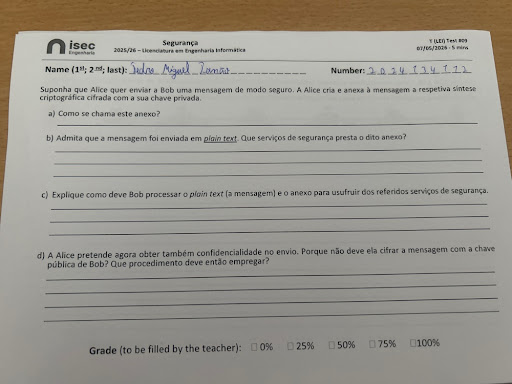 isec
Engenharia
Segurança
2025/26 – Licenciatura em Engenharia Informática
T (LEI) Test #09
07/05/2026 - 5 mins
Name (1st; 2nd; last): Pedro Miguel
Number: 2024134112
Suponha que Alice quer enviar a Bob uma mensagem de modo seguro. A Alice cria e anexa à mensagem a respetiva síntese
criptográfica cifrada com a sua chave privada.
a) Como se chama este anexo?
b) Admita que a mensagem foi enviada em plain text. Que serviços de segurança presta o dito anexo?
c) Explique como deve Bob processar o plain text (a mensagem) e o anexo para usufruir dos referidos serviços de segurança.
d) A Alice pretende agora obter também confidencialidade no envio. Porque não deve ela cifrar a mensagem com a chave
pública de Bob? Que procedimento deve então empregar?
Grade (to be filled by the teacher): 0% 25% 50% 75% 100%